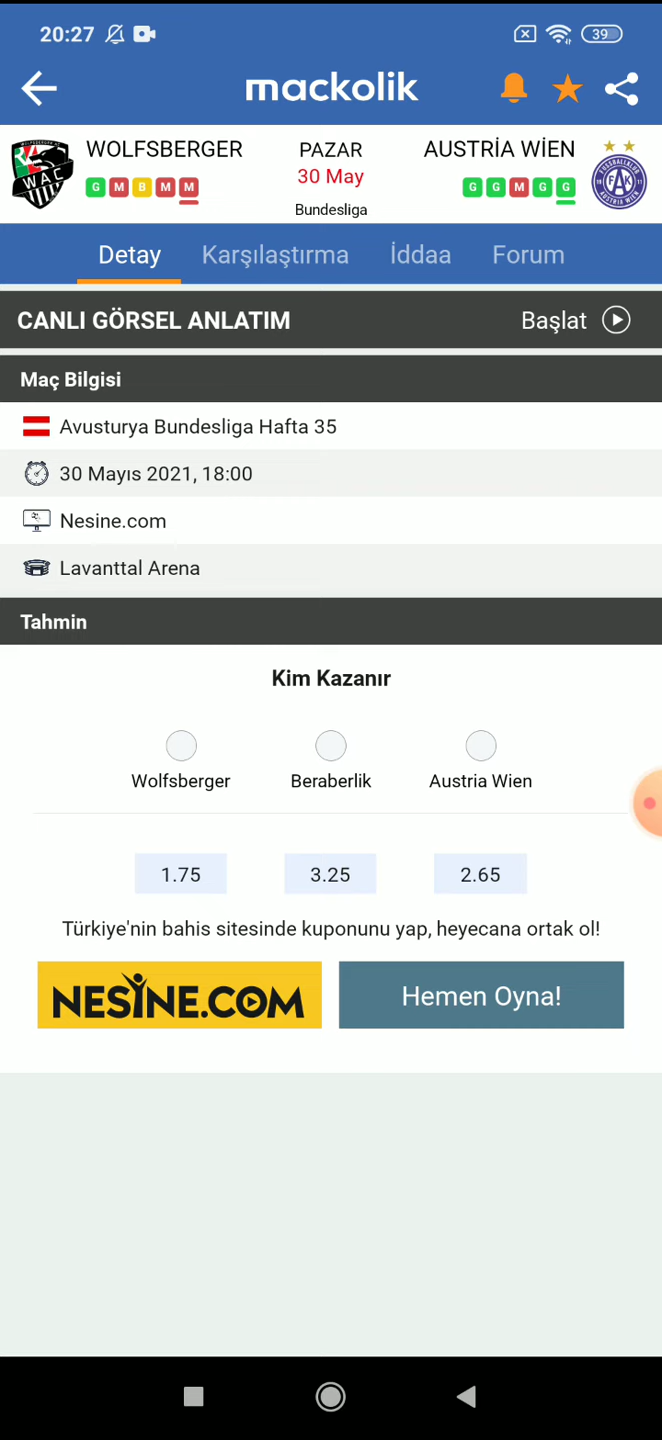 20:27
39
mackolik
WOLFSBERGER
PAZAR
AUSTRİA WİEN
G M B M M
30 May
G G M G G
Bundesliga
WAC
FUSSBALLKLUB
FAK
Detay Karşılaştırma İddaa Forum
CANLI GÖRSEL ANLATIM Başlat
Maç Bilgisi
Avusturya Bundesliga Hafta 35
30 Mayıs 2021, 18:00
Nesine.com
Lavanttal Arena
Tahmin
Kim Kazanır
Wolfsberger Beraberlik Austria Wien
1.75 3.25 2.65
Türkiye'nin bahis sitesinde kuponunu yap, heyecana ortak ol!
NESİNE.COM
Hemen Oyna!